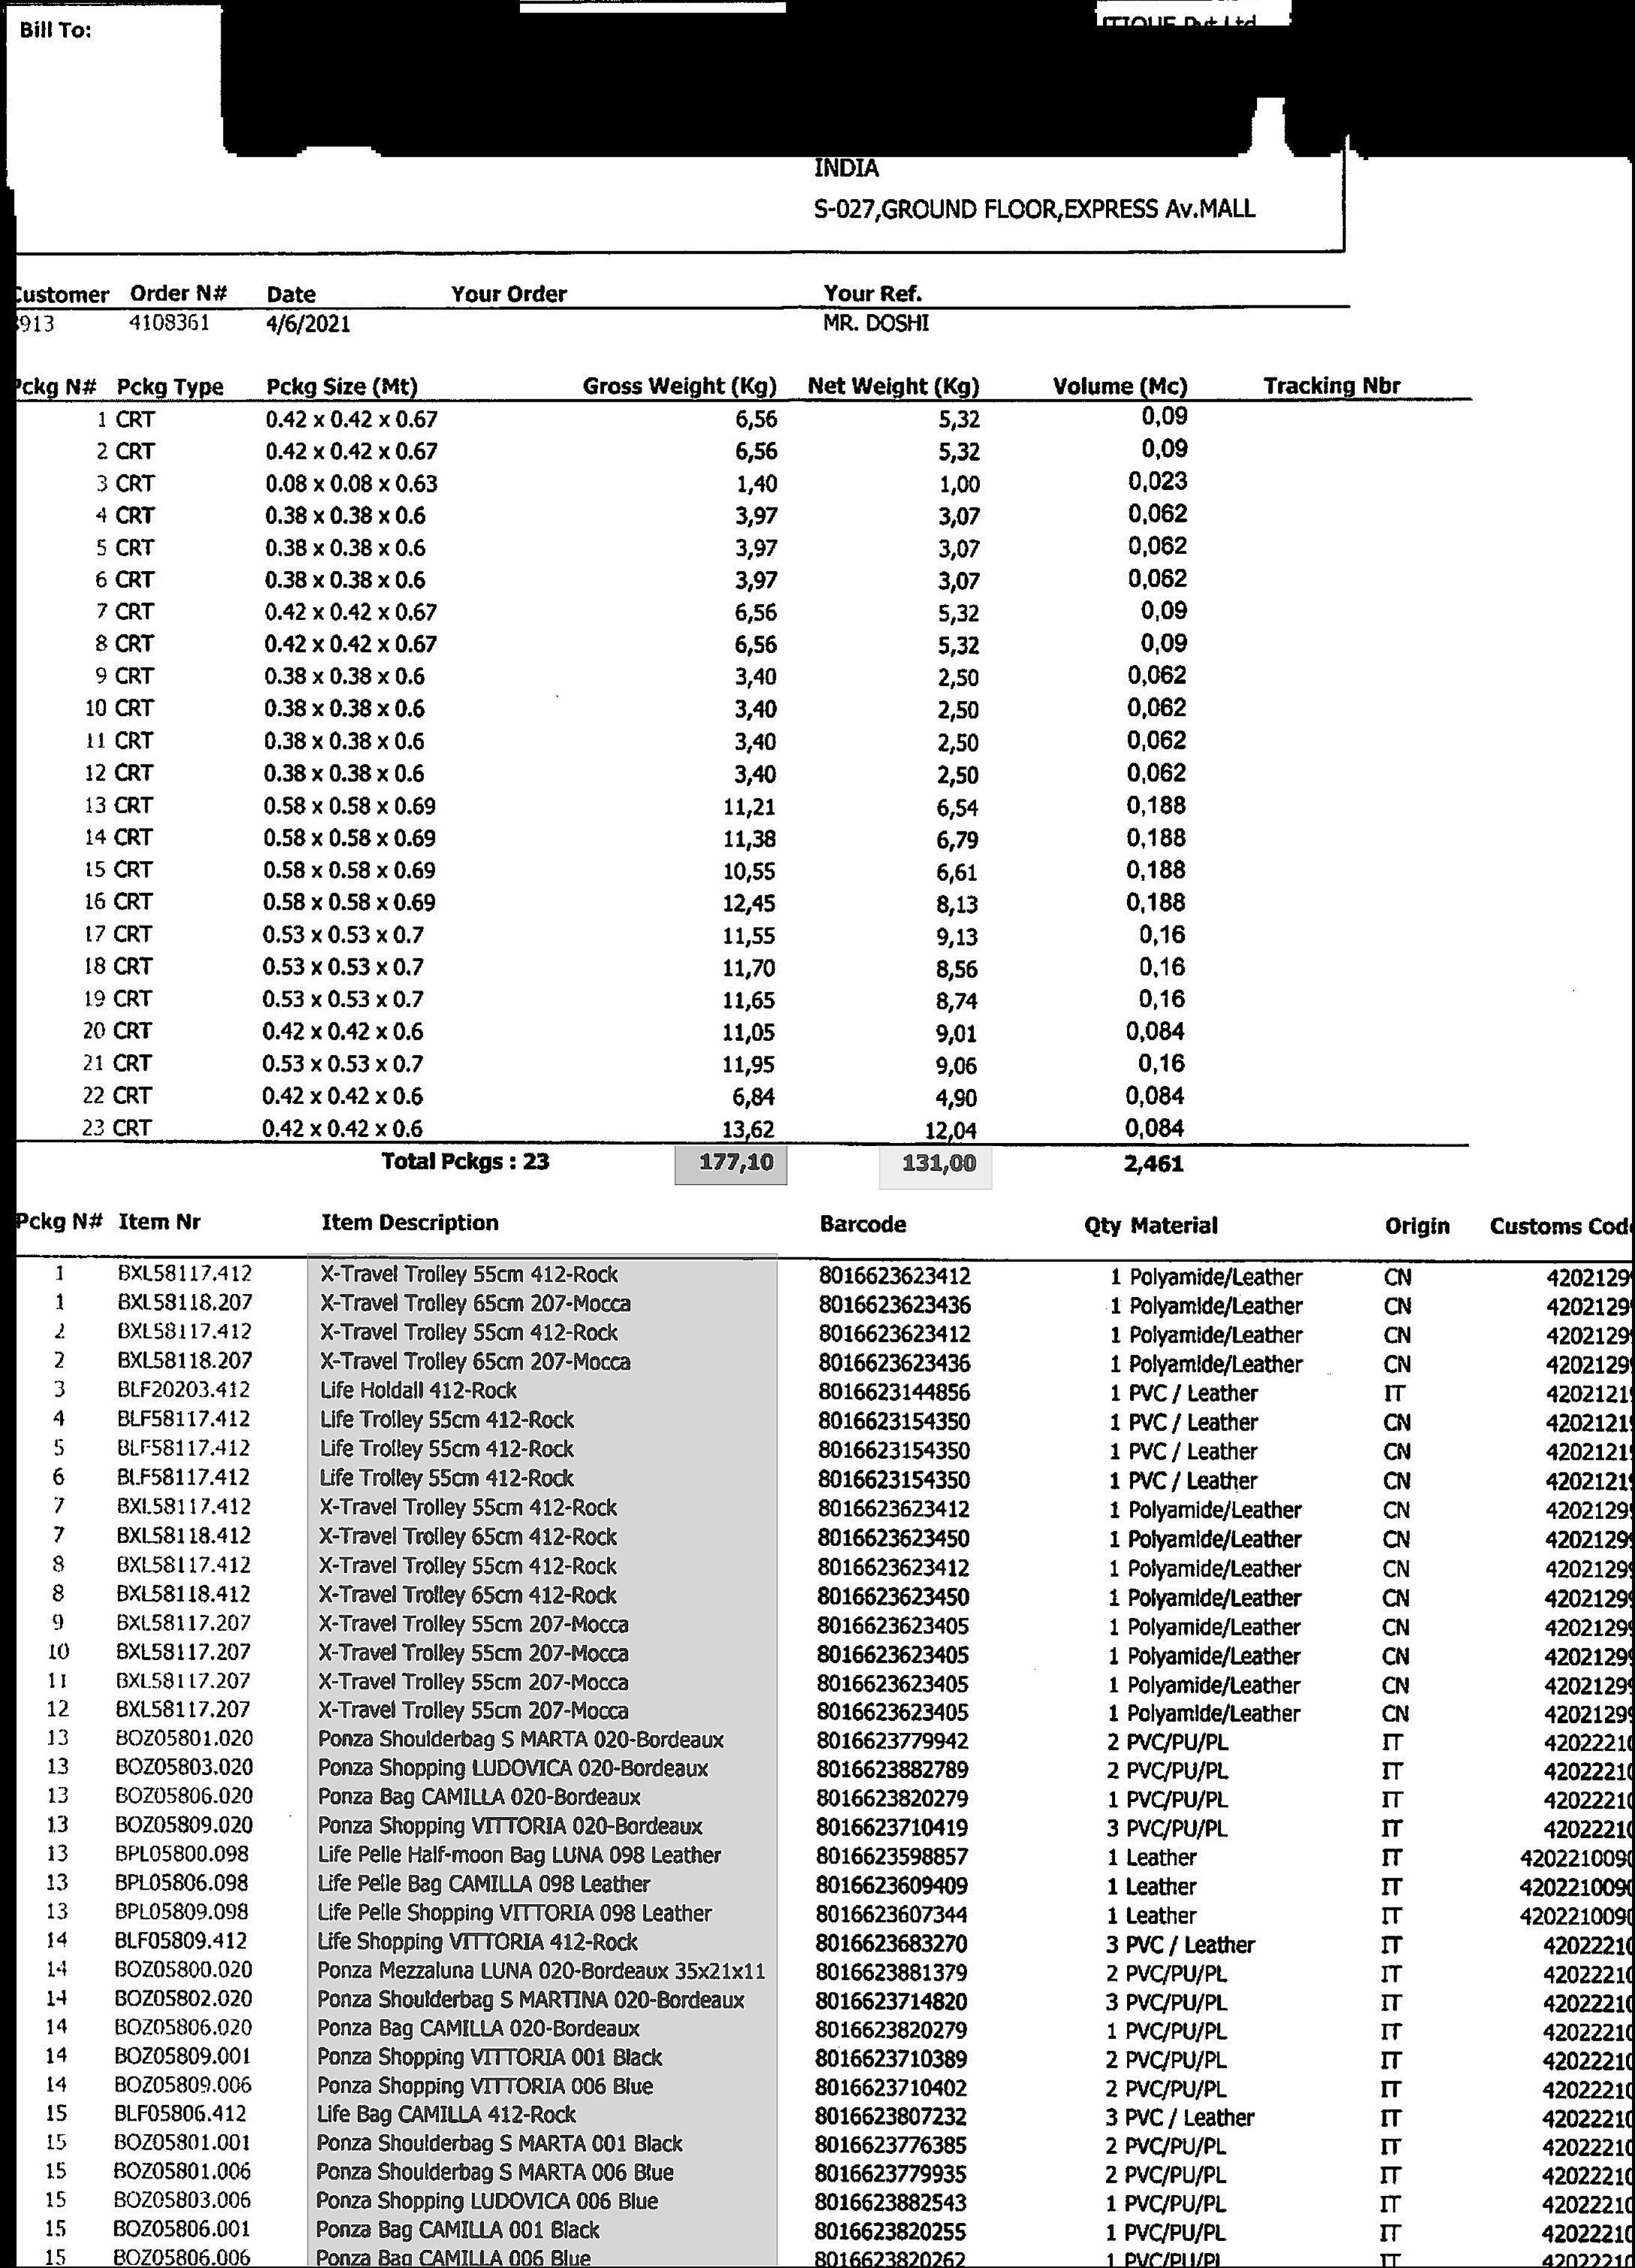 Bill To:
INDIA
S-027,GROUND FLOOR,EXPRESS Av.MALL
Customer Order N# Date Your Order Your Ref.
913 4108361 4/6/2021 MR. DOSHI
Pckg N# Pckg Type Pckg Size (Mt) Gross Weight (Kg) Net Weight (Kg) Volume (Mc) Tracking Nbr
1 CRT 0.42 x 0.42 x 0.67 6,56 5,32 0,09
2 CRT 0.42 x 0.42 x 0.67 6,56 5,32 0,09
3 CRT 0.08 x 0.08 x 0.63 1,40 1,00 0,023
4 CRT 0.38 x 0.38 x 0.6 3,97 3,07 0,062
5 CRT 0.38 x 0.38 x 0.6 3,97 3,07 0,062
6 CRT 0.38 x 0.38 x 0.6 3,97 3,07 0,062
7 CRT 0.42 x 0.42 x 0.67 6,56 5,32 0,09
8 CRT 0.42 x 0.42 x 0.67 6,56 5,32 0,09
9 CRT 0.38 x 0.38 x 0.6 3,40 2,50 0,062
10 CRT 0.38 x 0.38 x 0.6 3,40 2,50 0,062
11 CRT 0.38 x 0.38 x 0.6 3,40 2,50 0,062
12 CRT 0.38 x 0.38 x 0.6 3,40 2,50 0,062
13 CRT 0.58 x 0.58 x 0.69 11,21 6,54 0,188
14 CRT 0.58 x 0.58 x 0.69 11,38 6,79 0,188
15 CRT 0.58 x 0.58 x 0.69 10,55 6,61 0,188
16 CRT 0.58 x 0.58 x 0.69 12,45 8,13 0,188
17 CRT 0.53 x 0.53 x 0.7 11,55 9,13 0,16
18 CRT 0.53 x 0.53 x 0.7 11,70 8,56 0,16
19 CRT 0.53 x 0.53 x 0.7 11,65 8,74 0,16
20 CRT 0.42 x 0.42 x 0.6 11,05 9,01 0,084
21 CRT 0.53 x 0.53 x 0.7 11,95 9,06 0,16
22 CRT 0.42 x 0.42 x 0.6 6,84 4,90 0,084
23 CRT 0.42 x 0.42 x 0.6 13,62 12,04 0,084
Total Pckgs : 23 177,10 131,00 2,461
Pckg N# Item Nr Item Description Barcode Qty Material Origin Customs Cod
1 BXL58117.412 X-Travel Trolley 55cm 412-Rock 8016623623412 1 Polyamide/Leather CN 4202129
1 BXL58118.207 X-Travel Trolley 65cm 207-Mocca 8016623623436 1 Polyamide/Leather CN 4202129
2 BXL58117.412 X-Travel Trolley 55cm 412-Rock 8016623623412 1 Polyamide/Leather CN 4202129
2 BXL58118.207 X-Travel Trolley 65cm 207-Mocca 8016623623436 1 Polyamide/Leather CN 4202129
3 BLF20203.412 Life Holdall 412-Rock 8016623144856 1 PVC / Leather IT 4202121
4 BLF58117.412 Life Trolley 55cm 412-Rock 8016623154350 1 PVC / Leather CN 4202121
5 BLF58117.412 Life Trolley 55cm 412-Rock 8016623154350 1 PVC / Leather CN 4202121
6 BLF58117.412 Life Trolley 55cm 412-Rock 8016623154350 1 PVC / Leather CN 4202121
7 BXL58117.412 X-Travel Trolley 55cm 412-Rock 8016623623412 1 Polyamide/Leather CN 4202129
7 BXL58118.412 X-Travel Trolley 65cm 412-Rock 8016623623450 1 Polyamide/Leather CN 4202129
8 BXL58117.412 X-Travel Trolley 55cm 412-Rock 8016623623412 1 Polyamide/Leather CN 4202129
8 BXL58118.412 X-Travel Trolley 65cm 412-Rock 8016623623450 1 Polyamide/Leather CN 4202129
9 BXL58117.207 X-Travel Trolley 55cm 207-Mocca 8016623623405 1 Polyamide/Leather CN 4202129
10 BXL58117.207 X-Travel Trolley 55cm 207-Mocca 8016623623405 1 Polyamide/Leather CN 4202129
11 BXL58117.207 X-Travel Trolley 55cm 207-Mocca 8016623623405 1 Polyamide/Leather CN 4202129
12 BXL58117.207 X-Travel Trolley 55cm 207-Mocca 8016623623405 1 Polyamide/Leather CN 4202129
13 BOZ05801.020 Ponza Shoulderbag S MARTA 020-Bordeaux 8016623779942 2 PVC/PU/PL IT 4202221
13 BOZ05803.020 Ponza Shopping LUDOVICA 020-Bordeaux 8016623882789 2 PVC/PU/PL IT 4202221
13 BOZ05806.020 Ponza Bag CAMILLA 020-Bordeaux 8016623820279 1 PVC/PU/PL IT 4202221
13 BOZ05809.020 Ponza Shopping VITTORIA 020-Bordeaux 8016623710419 3 PVC/PU/PL IT 4202221
13 BPL05800.098 Life Pelle Half-moon Bag LUNA 098 Leather 8016623598857 1 Leather IT 420221009
13 BPL05806.098 Life Pelle Bag CAMILLA 098 Leather 8016623609409 1 Leather IT 420221009
13 BPL05809.098 Life Pelle Shopping VITTORIA 098 Leather 8016623607344 1 Leather IT 420221009
14 BLF05809.412 Life Shopping VITTORIA 412-Rock 8016623683270 3 PVC / Leather IT 4202221
14 BOZ05800.020 Ponza Mezzaluna LUNA 020-Bordeaux 35x21x11 8016623881379 2 PVC/PU/PL IT 4202221
14 BOZ05802.020 Ponza Shoulderbag S MARTINA 020-Bordeaux 8016623714820 3 PVC/PU/PL IT 4202221
14 BOZ05806.020 Ponza Bag CAMILLA 020-Bordeaux 8016623820279 1 PVC/PU/PL IT 4202221
14 BOZ05809.001 Ponza Shopping VITTORIA 001 Black 8016623710389 2 PVC/PU/PL IT 4202221
14 BOZ05809.006 Ponza Shopping VITTORIA 006 Blue 8016623710402 2 PVC/PU/PL IT 4202221
15 BLF05806.412 Life Bag CAMILLA 412-Rock 8016623807232 3 PVC / Leather IT 4202221
15 BOZ05801.001 Ponza Shoulderbag S MARTA 001 Black 8016623776385 2 PVC/PU/PL IT 4202221
15 BOZ05801.006 Ponza Shoulderbag S MARTA 006 Blue 8016623779935 2 PVC/PU/PL IT 4202221
15 BOZ05803.006 Ponza Shopping LUDOVICA 006 Blue 8016623882543 1 PVC/PU/PL IT 4202221
15 BOZ05806.001 Ponza Bag CAMILLA 001 Black 8016623820255 1 PVC/PU/PL IT 4202221
15 BOZ05806.006 Ponza Bag CAMILLA 006 Blue 8016623820262 1 PVC/PU/PL IT 4202221